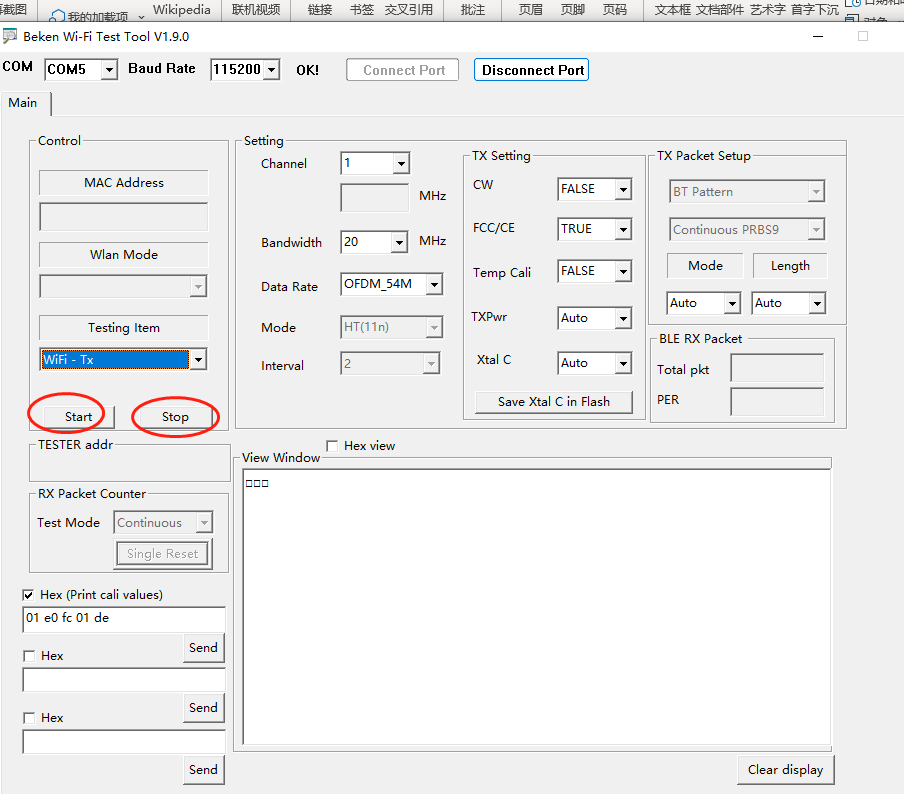 截图
我的加载项
Wikipedia
联机视频
链接
书签
交叉引用
批注
页眉
页脚
页码
文本框
文档部件
艺术字
首字下沉
Beken Wi-Fi Test Tool V1.9.0
COM COM5 Baud Rate 115200 OK! Connect Port Disconnect Port
Main
Control
MAC Address
Wlan Mode
Testing Item
WiFi - Tx
Start Stop
Setting
Channel 1
MHz
Bandwidth 20 MHz
Data Rate OFDM_54M
Mode HT(11n)
Interval 2
TX Setting
CW FALSE
FCC/CE TRUE
Temp Cali FALSE
TXPwr Auto
Xtal C Auto
Save Xtal C in Flash
TX Packet Setup
BT Pattern
Continuous PRBS9
Mode Length
Auto Auto
BLE RX Packet
Total pkt
PER
TESTER addr
RX Packet Counter
Test Mode Continuous
Single Reset
Hex view
View Window
Hex (Print cali values)
01 e0 fc 01 de
Send
Hex
Send
Hex
Send
Clear display